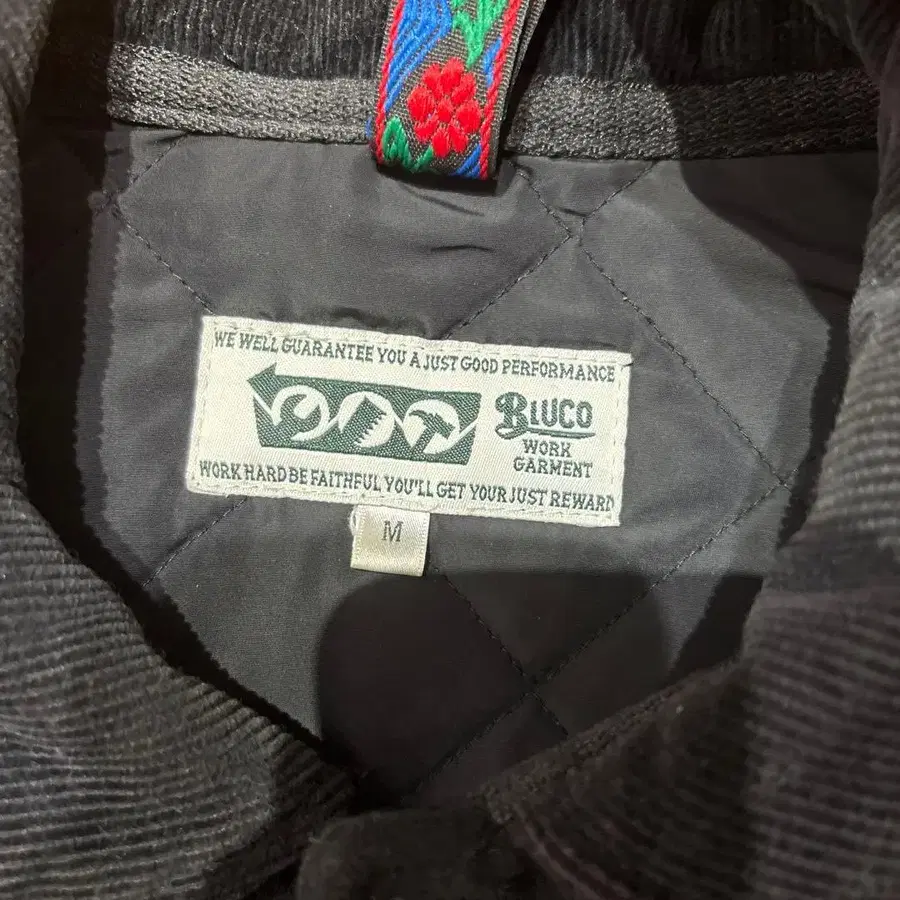 WE WELL GUARANTEE YOU A JUST GOOD PERFORMANCE
BLUCO
WORK
GARMENT
WORK HARD BE FAITHFUL YOU'LL GET YOUR JUST REWARD
M